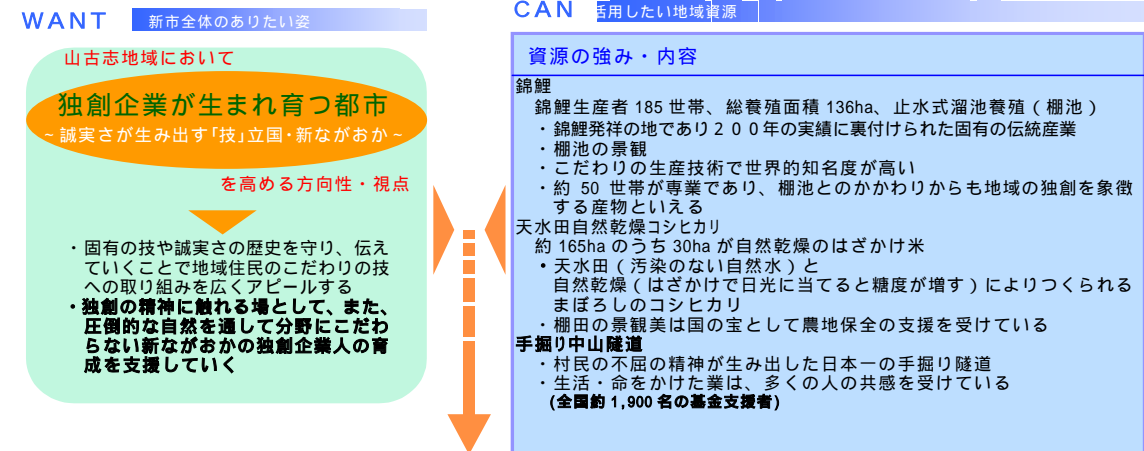 WANT 新市全体のありたい姿
山古志地域において
独創企業が生まれ育つ都市
~誠実さが生み出す「技」立国・新ながおか~
を高める方向性・視点
・固有の技や誠実さの歴史を守り、伝え
ていくことで地域住民のこだわりの技
への取り組みを広くアピールする
・独創の精神に触れる場として、また、
圧倒的な自然を通して分野にこだわ
らない新ながおかの独創企業人の育
成を支援していく
CAN 活用したい地域資源
資源の強み・内容
錦鯉
錦鯉生産者 185 世帯、総養殖面積 136ha、止水式溜池養殖（棚池）
・錦鯉発祥の地であり２００年の実績に裏付けられた固有の伝統産業
・棚池の景観
・こだわりの生産技術で世界的知名度が高い
・約 50 世帯が専業であり、棚池とのかかわりからも地域の独創を象徴
する産物といえる
天水田自然乾燥コシヒカリ
約 165ha のうち 30ha が自然乾燥のはざかけ米
・天水田（汚染のない自然水）と
自然乾燥（はざかけで日光に当てると糖度が増す）によりつくられる
まぼろしのコシヒカリ
・棚田の景観美は国の宝として農地保全の支援を受けている
手掘り中山隧道
・村民の不屈の精神が生み出した日本一の手掘り隧道
・生活・命をかけた業は、多くの人の共感を受けている
(全国約 1,900 名の基金支援者)